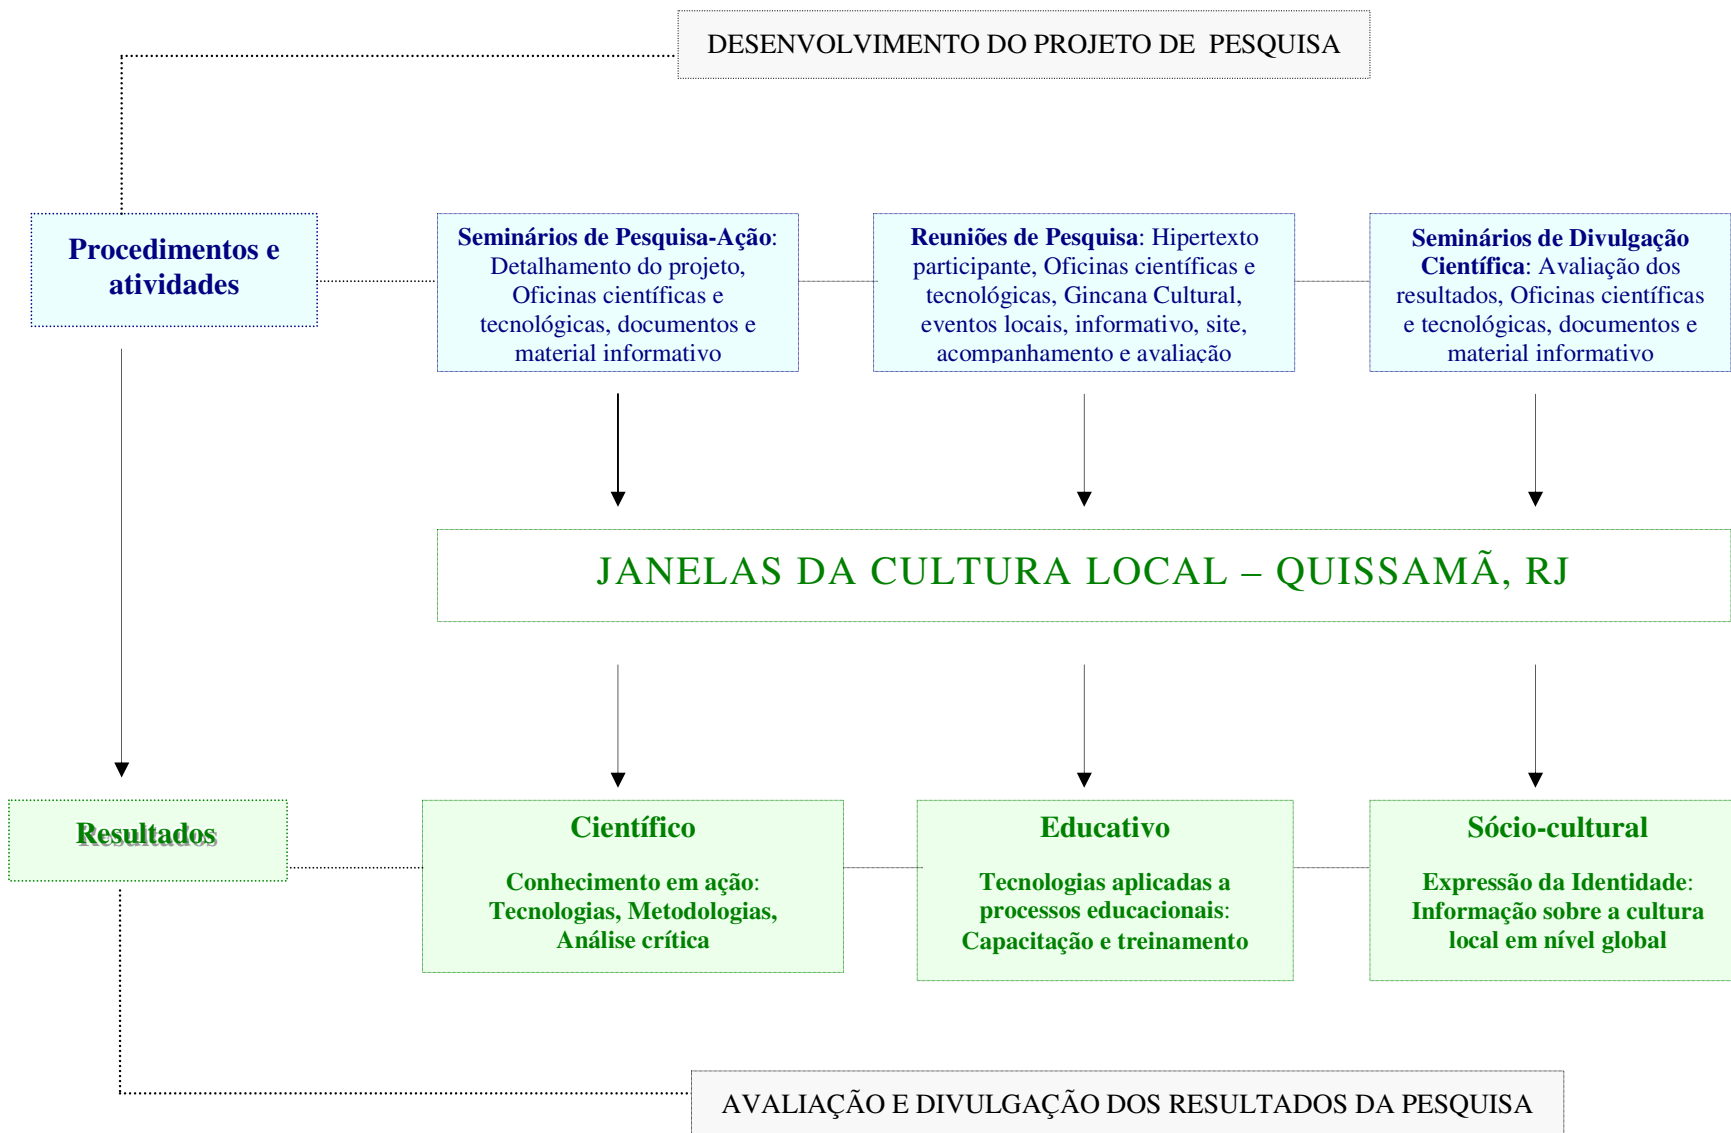 DESENVOLVIMENTO DO PROJETO DE PESQUISA
Procedimentos e
atividades
Seminários de Pesquisa-Ação:
Detalhamento do projeto,
Oficinas científicas e
tecnológicas, documentos e
material informativo
Reuniões de Pesquisa: Hipertexto
participante, Oficinas científicas e
tecnológicas, Gincana Cultural,
eventos locais, informativo, site,
acompanhamento e avaliação
Seminários de Divulgação
Científica: Avaliação dos
resultados, Oficinas científicas
e tecnológicas, documentos e
material informativo
JANELAS DA CULTURA LOCAL – QUISSAMÃ, RJ
Resultados
Científico
Conhecimento em ação:
Tecnologias, Metodologias,
Análise crítica
Educativo
Tecnologias aplicadas a
processos educacionais:
Capacitação e treinamento
Sócio-cultural
Expressão da Identidade:
Informação sobre a cultura
local em nível global
AVALIAÇÃO E DIVULGAÇÃO DOS RESULTADOS DA PESQUISA